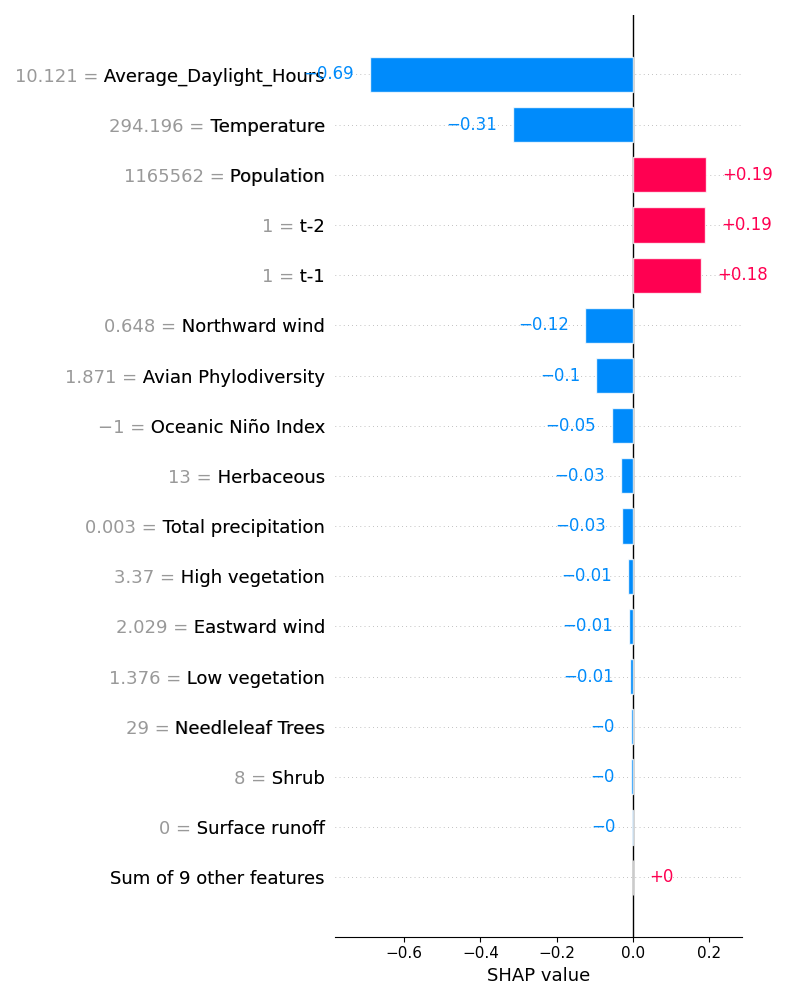 10.121 = Average_Daylight_Hours −0.69
294.196 = Temperature −0.31
1165562 = Population +0.19
1 = t-2 +0.19
1 = t-1 +0.18
0.648 = Northward wind −0.12
1.871 = Avian Phylodiversity −0.1
−1 = Oceanic Niño Index −0.05
13 = Herbaceous −0.03
0.003 = Total precipitation −0.03
3.37 = High vegetation −0.01
2.029 = Eastward wind −0.01
1.376 = Low vegetation −0.01
29 = Needleleaf Trees −0
8 = Shrub −0
0 = Surface runoff −0
Sum of 9 other features +0
−0.6 −0.4 −0.2 0.0 0.2
SHAP value